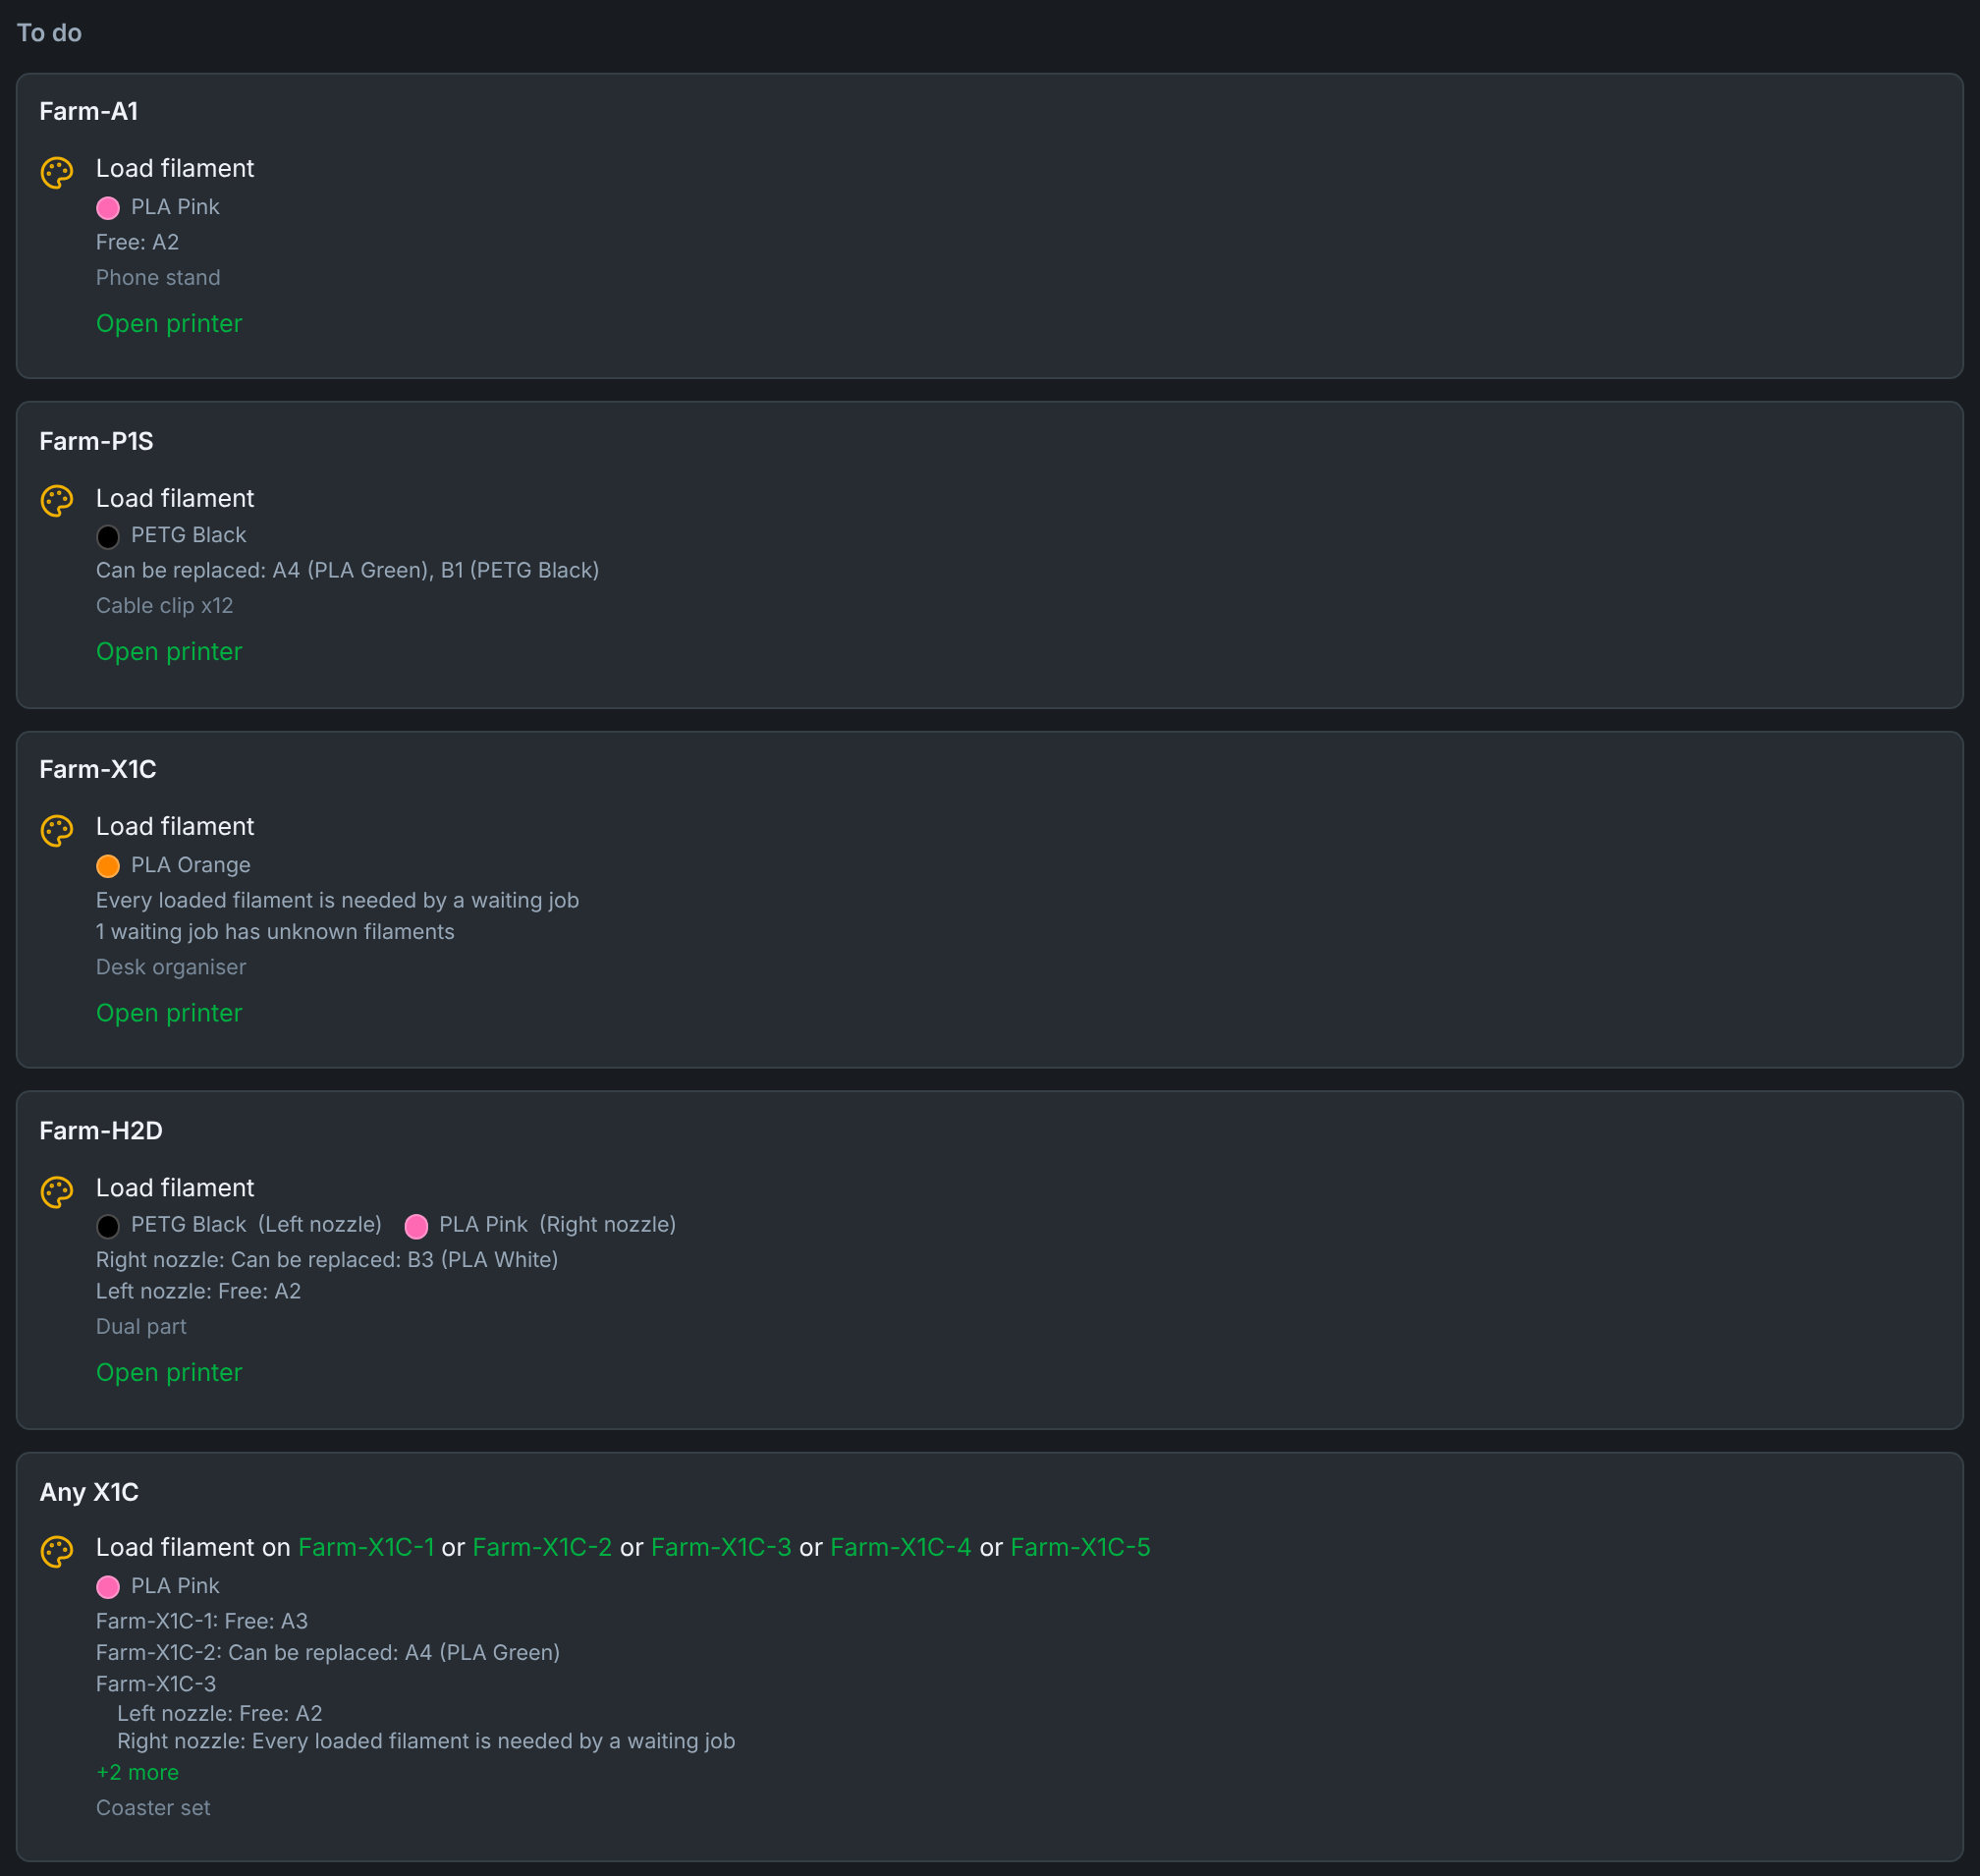 To do
Farm-A1
Load filament
PLA Pink
Free: A2
Phone stand
Open printer
Farm-P1S
Load filament
PETG Black
Can be replaced: A4 (PLA Green), B1 (PETG Black)
Cable clip x12
Open printer
Farm-X1C
Load filament
PLA Orange
Every loaded filament is needed by a waiting job
1 waiting job has unknown filaments
Desk organiser
Open printer
Farm-H2D
Load filament
PETG Black (Left nozzle) PLA Pink (Right nozzle)
Right nozzle: Can be replaced: B3 (PLA White)
Left nozzle: Free: A2
Dual part
Open printer
Any X1C
Load filament on Farm-X1C-1 or Farm-X1C-2 or Farm-X1C-3 or Farm-X1C-4 or Farm-X1C-5
PLA Pink
Farm-X1C-1: Free: A3
Farm-X1C-2: Can be replaced: A4 (PLA Green)
Farm-X1C-3
Left nozzle: Free: A2
Right nozzle: Every loaded filament is needed by a waiting job
+2 more
Coaster set